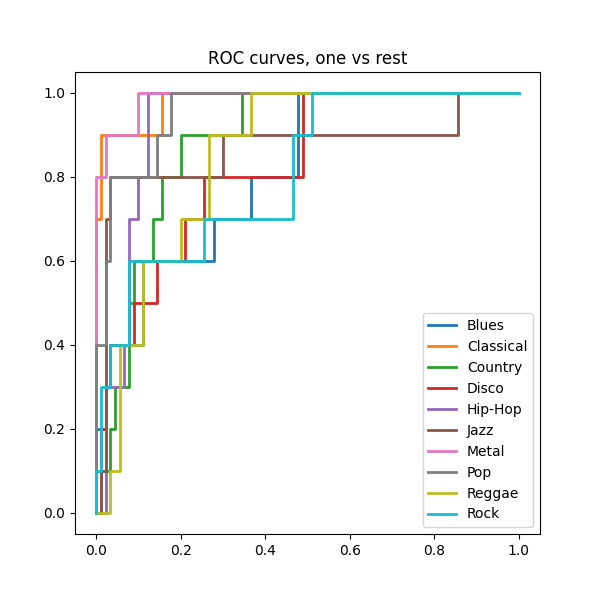 ROC curves, one vs rest
1.0
0.8
0.6
0.4
0.2
0.0
Blues
Classical
Country
Disco
Hip-Hop
Jazz
Metal
Pop
Reggae
Rock
0.0 0.2 0.4 0.6 0.8 1.0